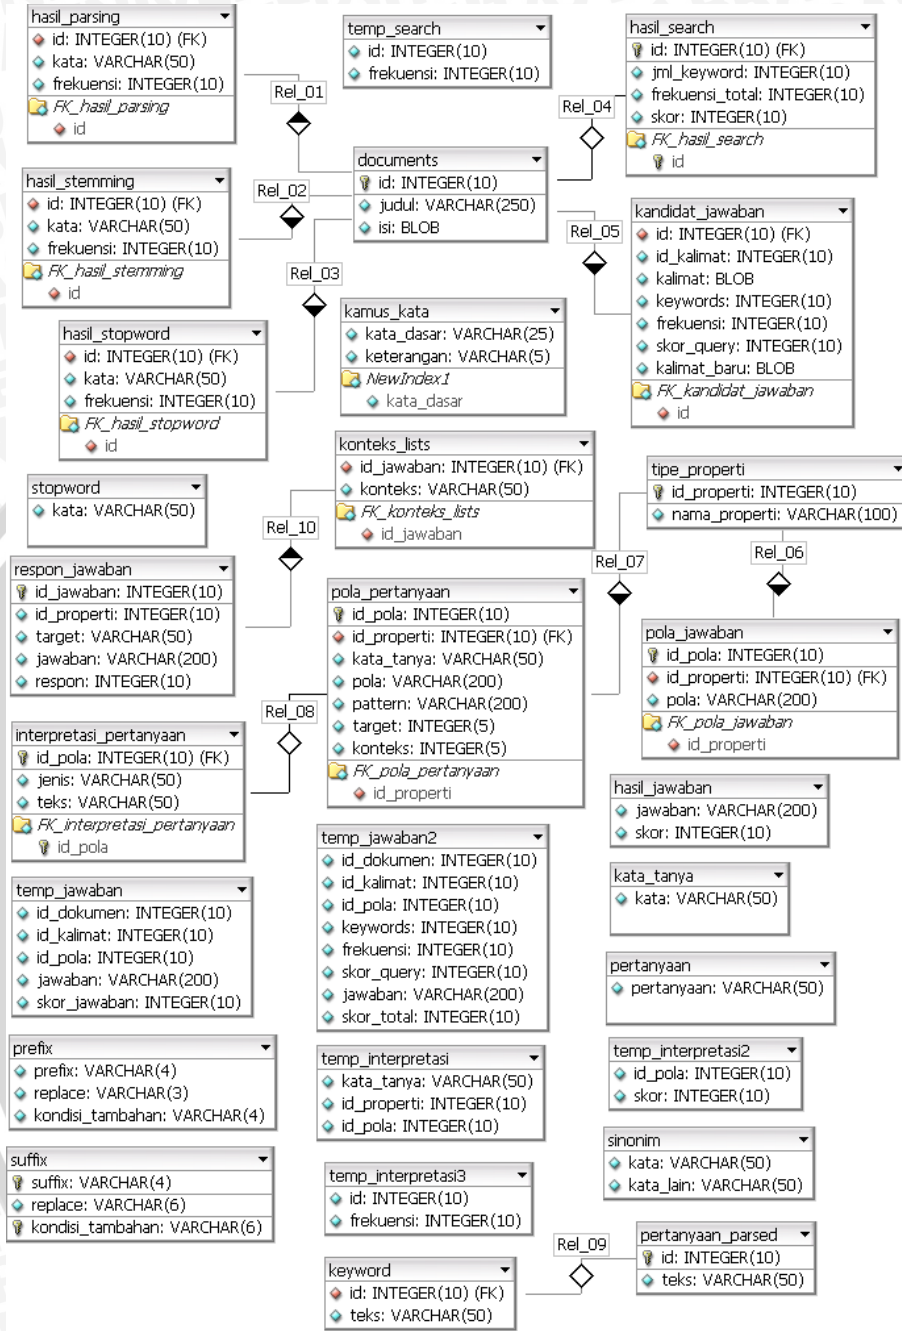 hasil_parsing
id: INTEGER(10) (FK)
kata: VARCHAR(50)
frekuensi: INTEGER(10)
FK_hasil_parsing
id
temp_search
id: INTEGER(10)
frekuensi: INTEGER(10)
hasil_search
id: INTEGER(10) (FK)
jml_keyword: INTEGER(10)
frekuensi_total: INTEGER(10)
skor: INTEGER(10)
FK_hasil_search
id
Rel_01
Rel_04
documents
id: INTEGER(10)
judul: VARCHAR(250)
isi: BLOB
hasil_stemming
id: INTEGER(10) (FK)
kata: VARCHAR(50)
frekuensi: INTEGER(10)
FK_hasil_stemming
id
Rel_02
Rel_03
Rel_05
kandidat_jawaban
id: INTEGER(10) (FK)
id_kalimat: INTEGER(10)
kalimat: BLOB
keywords: INTEGER(10)
frekuensi: INTEGER(10)
skor_query: INTEGER(10)
kalimat_baru: BLOB
FK_kandidat_jawaban
id
hasil_stopword
id: INTEGER(10) (FK)
kata: VARCHAR(50)
frekuensi: INTEGER(10)
FK_hasil_stopword
id
kamus_kata
kata_dasar: VARCHAR(25)
keterangan: VARCHAR(5)
NewIndex1
kata_dasar
konteks_lists
id_jawaban: INTEGER(10) (FK)
konteks: VARCHAR(50)
FK_konteks_lists
id_jawaban
tipe_properti
id_properti: INTEGER(10)
nama_properti: VARCHAR(100)
stopword
kata: VARCHAR(50)
Rel_10
Rel_07
Rel_06
respon_jawaban
id_jawaban: INTEGER(10)
id_properti: INTEGER(10)
target: VARCHAR(50)
jawaban: VARCHAR(200)
respon: INTEGER(10)
pola_pertanyaan
id_pola: INTEGER(10)
id_properti: INTEGER(10) (FK)
kata_tanya: VARCHAR(50)
pola: VARCHAR(200)
pattern: VARCHAR(200)
target: INTEGER(5)
konteks: INTEGER(5)
FK_pola_pertanyaan
id_properti
pola_jawaban
id_pola: INTEGER(10)
id_properti: INTEGER(10) (FK)
pola: VARCHAR(200)
FK_pola_jawaban
id_properti
Rel_08
interpretasi_pertanyaan
id_pola: INTEGER(10) (FK)
jenis: VARCHAR(50)
teks: VARCHAR(50)
FK_interpretasi_pertanyaan
id_pola
hasil_jawaban
jawaban: VARCHAR(200)
skor: INTEGER(10)
temp_jawaban2
id_dokumen: INTEGER(10)
id_kalimat: INTEGER(10)
id_pola: INTEGER(10)
keywords: INTEGER(10)
frekuensi: INTEGER(10)
skor_query: INTEGER(10)
jawaban: VARCHAR(200)
skor_total: INTEGER(10)
kata_tanya
kata: VARCHAR(50)
temp_jawaban
id_dokumen: INTEGER(10)
id_kalimat: INTEGER(10)
id_pola: INTEGER(10)
jawaban: VARCHAR(200)
skor_jawaban: INTEGER(10)
pertanyaan
pertanyaan: VARCHAR(50)
prefix
prefix: VARCHAR(4)
replace: VARCHAR(3)
kondisi_tambahan: VARCHAR(4)
temp_interpretasi
kata_tanya: VARCHAR(50)
id_properti: INTEGER(10)
id_pola: INTEGER(10)
temp_interpretasi2
id_pola: INTEGER(10)
skor: INTEGER(10)
suffix
suffix: VARCHAR(4)
replace: VARCHAR(6)
kondisi_tambahan: VARCHAR(6)
temp_interpretasi3
id: INTEGER(10)
frekuensi: INTEGER(10)
sinonim
kata: VARCHAR(50)
kata_lain: VARCHAR(50)
Rel_09
pertanyaan_parsed
id: INTEGER(10)
teks: VARCHAR(50)
keyword
id: INTEGER(10) (FK)
teks: VARCHAR(50)